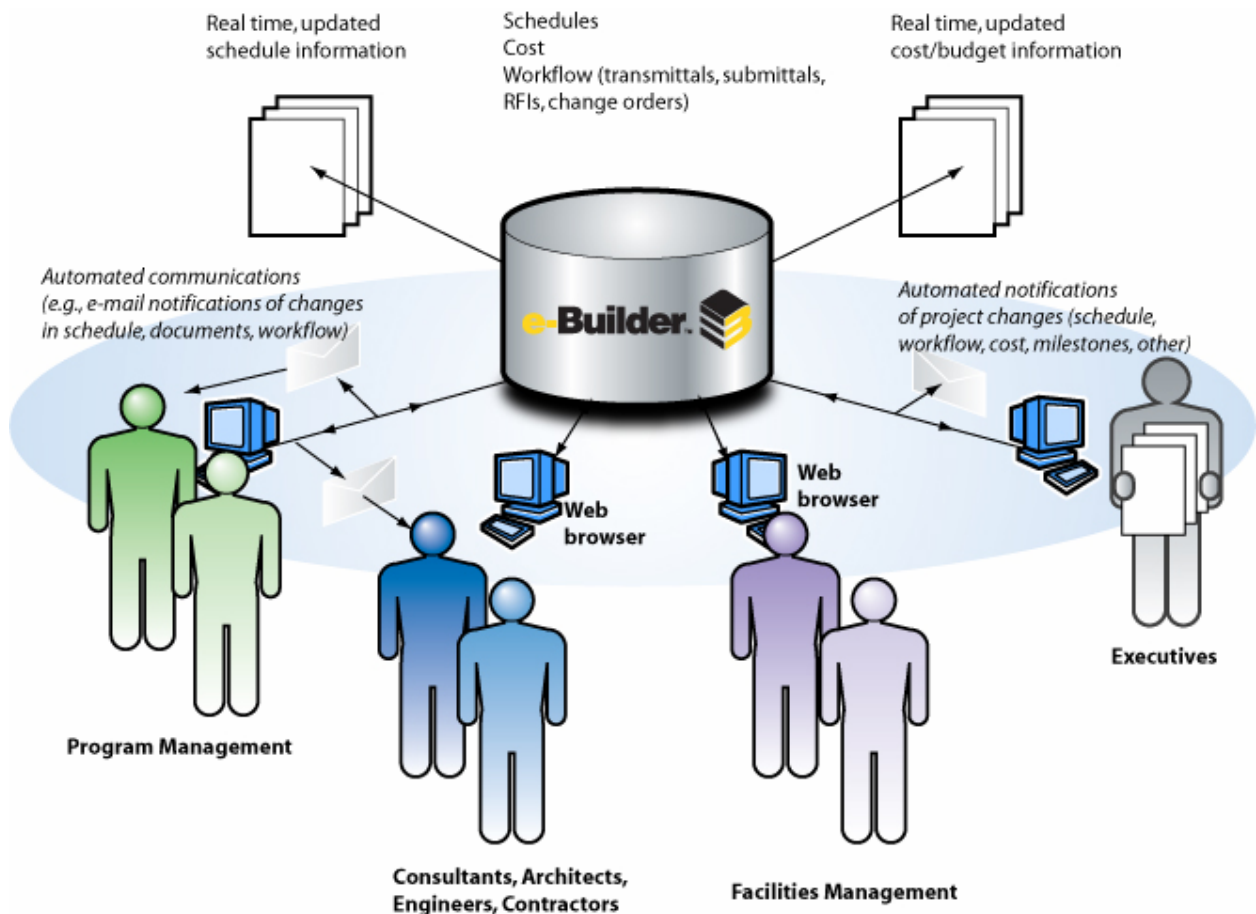 Real time, updated
schedule information
Schedules
Cost
Workflow (transmittals, submittals,
RFIs, change orders)
Real time, updated
cost/budget information
Automated communications
(e.g., e-mail notifications of changes
in schedule, documents, workflow)
e-Builder™
Automated notifications
of project changes (schedule,
workflow, cost, milestones, other)
Web
browser
Web
browser
Executives
Program Management
Consultants, Architects,
Engineers, Contractors
Facilities Management